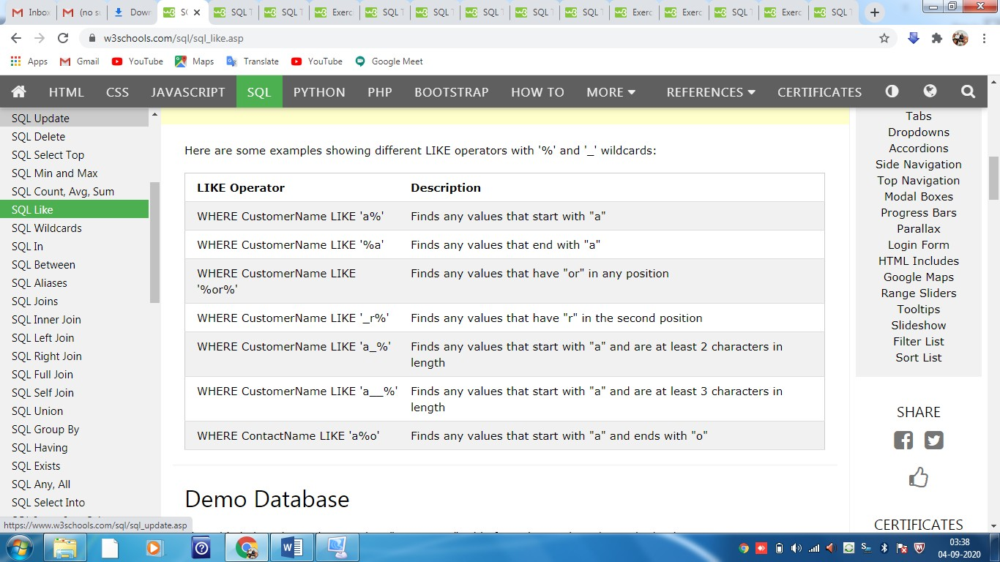 Inbox
(no su
Down
SQ
SQL T
SQL T
Exerc
SQL T
SQL T
SQL T
SQL T
SQL T
Exerc
Exerc
SQL T
Exerc
SQL T
w3schools.com/sql/sql_like.asp
Apps Gmail YouTube Maps Translate YouTube Google Meet
HTML CSS JAVASCRIPT SQL PYTHON PHP BOOTSTRAP HOW TO MORE REFERENCES CERTIFICATES
SQL Update
SQL Delete
SQL Select Top
SQL Min and Max
SQL Count, Avg, Sum
SQL Like
SQL Wildcards
SQL In
SQL Between
SQL Aliases
SQL Joins
SQL Inner Join
SQL Left Join
SQL Right Join
SQL Full Join
SQL Self Join
SQL Union
SQL Group By
SQL Having
SQL Exists
SQL Any, All
SQL Select Into
https://www.w3schools.com/sql/sql_update.asp
Here are some examples showing different LIKE operators with '%' and '_' wildcards:
LIKE Operator Description
WHERE CustomerName LIKE 'a%' Finds any values that start with "a"
WHERE CustomerName LIKE '%a' Finds any values that end with "a"
WHERE CustomerName LIKE Finds any values that have "or" in any position
'%or%'
WHERE CustomerName LIKE '_r%' Finds any values that have "r" in the second position
WHERE CustomerName LIKE 'a_%' Finds any values that start with "a" and are at least 2 characters in
length
WHERE CustomerName LIKE 'a__%' Finds any values that start with "a" and are at least 3 characters in
length
WHERE ContactName LIKE 'a%o' Finds any values that start with "a" and ends with "o"
Demo Database
Tabs
Dropdowns
Accordions
Side Navigation
Top Navigation
Modal Boxes
Progress Bars
Parallax
Login Form
HTML Includes
Google Maps
Range Sliders
Tooltips
Slideshow
Filter List
Sort List
SHARE
CERTIFICATES
03:38
04-09-2020